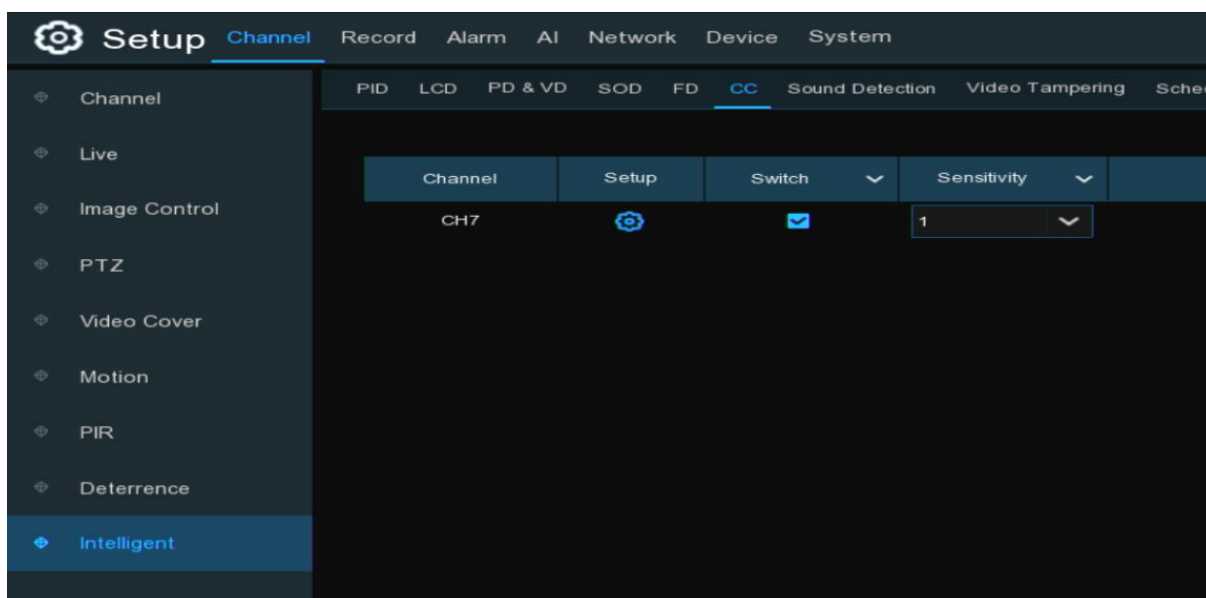 Setup Channel Record Alarm AI Network Device System
PID LCD PD & VD SOD FD CC Sound Detection Video Tampering Sched
Channel
Live
Image Control
PTZ
Video Cover
Motion
PIR
Deterrence
Intelligent
Channel Setup Switch Sensitivity
CH7 1